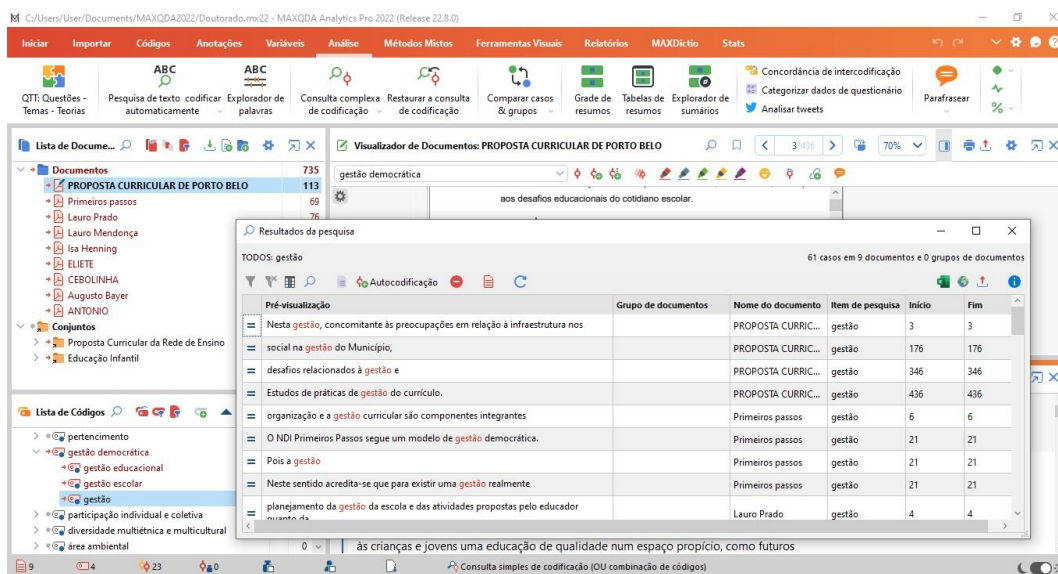 C:/Users/User/Documents/MAXQDA2022/Doutorado.mx22 - MAXQDA Analytics Pro 2022 (Release 22.8.0)
Iniciar Importar Códigos Anotações Variáveis Análise Métodos Mistos Ferramentas Visuais Relatórios MAXDictio Stats
ABC ABC
QTT: Questões - Temas - Teorias
Pesquisa de texto codificar automaticamente
Explorador de palavras
Consulta complexa de codificação
Restaurar a consulta de codificação
Comparar casos & grupos
Grade de resumos
Tabelas de resumos
Explorador de sumários
Concordância de intercodificação
Categorizar dados de questionário
Analisar tweets
Parafrasear
Lista de Docume...
Documentos 735
PROPOSTA CURRICULAR DE PORTO BELO 113
Primeiros passos 69
Lauro Prado 76
Lauro Mendonça
Isa Henning
ELIETE
CEBOLINHA
Augusto Bayer
ANTONIO
Conjuntos
Proposta Curricular da Rede de Ensino
Educação Infantil
Visualizador de Documentos: PROPOSTA CURRICULAR DE PORTO BELO 3/436 70%
gestão democrática
aos desafios educacionais do cotidiano escolar.
Resultados da pesquisa
TODOS: gestão 61 casos em 9 documentos e 0 grupos de documentos
Autocodificação
Pré-visualização Grupo de documentos Nome do documento Item de pesquisa Início Fim
Nesta gestão, concomitante às preocupações em relação à infraestrutura nos PROPOSTA CURRIC... gestão 3 3
social na gestão do Município, PROPOSTA CURRIC... gestão 176 176
desafios relacionados à gestão e PROPOSTA CURRIC... gestão 346 346
Estudos de práticas de gestão do currículo. PROPOSTA CURRIC... gestão 436 436
organização e a gestão curricular são componentes integrantes Primeiros passos gestão 6 6
O NDI Primeiros Passos segue um modelo de gestão democrática. Primeiros passos gestão 21 21
Pois a gestão Primeiros passos gestão 21 21
Neste sentido acredita-se que para existir uma gestão realmente Primeiros passos gestão 21 21
planejamento da gestão da escola e das atividades propostas pelo educador Lauro Prado gestão 4 4
quanto da
Lista de Códigos
pertencimento
gestão democrática
gestão educacional
gestão escolar
gestão
participação individual e coletiva
diversidade multiétnica e multicultural
área ambiental 0
às crianças e jovens uma educação de qualidade num espaço propício, como futuros
9 4 23 0 Consulta simples de codificação (OU combinação de códigos)